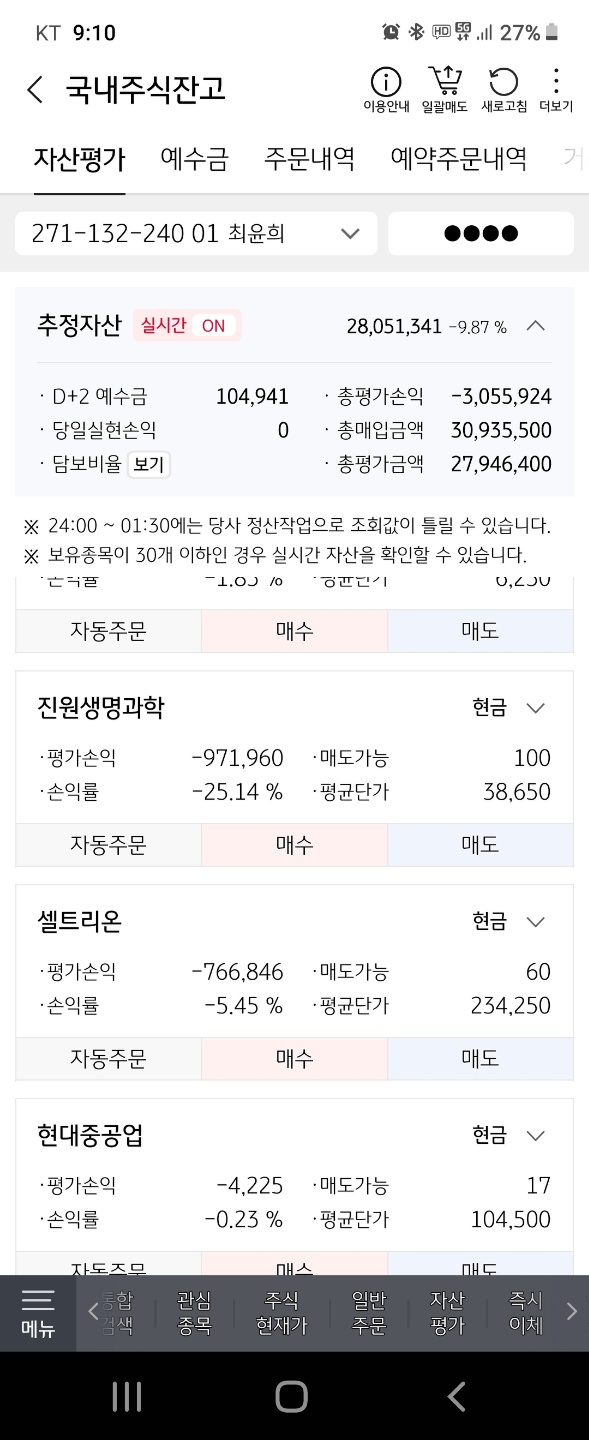 KT 9:10 HD 5G 27%
국내주식잔고
이용안내 일괄매도 새로고침 더보기
자산평가 예수금 주문내역 예약주문내역 거
271-132-240 01 최윤희 ●●●●
추정자산 실시간 ON 28,051,341 -9.87 %
· D+2 예수금 104,941 · 총평가손익 -3,055,924
· 당일실현손익 0 · 총매입금액 30,935,500
· 담보비율 보기 · 총평가금액 27,946,400
※ 24:00 ~ 01:30에는 당사 정산작업으로 조회값이 틀릴 수 있습니다.
※ 보유종목이 30개 이하인 경우 실시간 자산을 확인할 수 있습니다.
·손익률 -1.85 % ·평균단가 6,250
자동주문 매수 매도
진원생명과학 현금
·평가손익 -971,960 ·매도가능 100
·손익률 -25.14 % ·평균단가 38,650
자동주문 매수 매도
셀트리온 현금
·평가손익 -766,846 ·매도가능 60
·손익률 -5.45 % ·평균단가 234,250
자동주문 매수 매도
현대중공업 현금
·평가손익 -4,225 ·매도가능 17
·손익률 -0.23 % ·평균단가 104,500
자동주문 매수 매도
메뉴
통합 관심 주식 일반 자산 즉시
검색 종목 현재가 주문 평가 이체